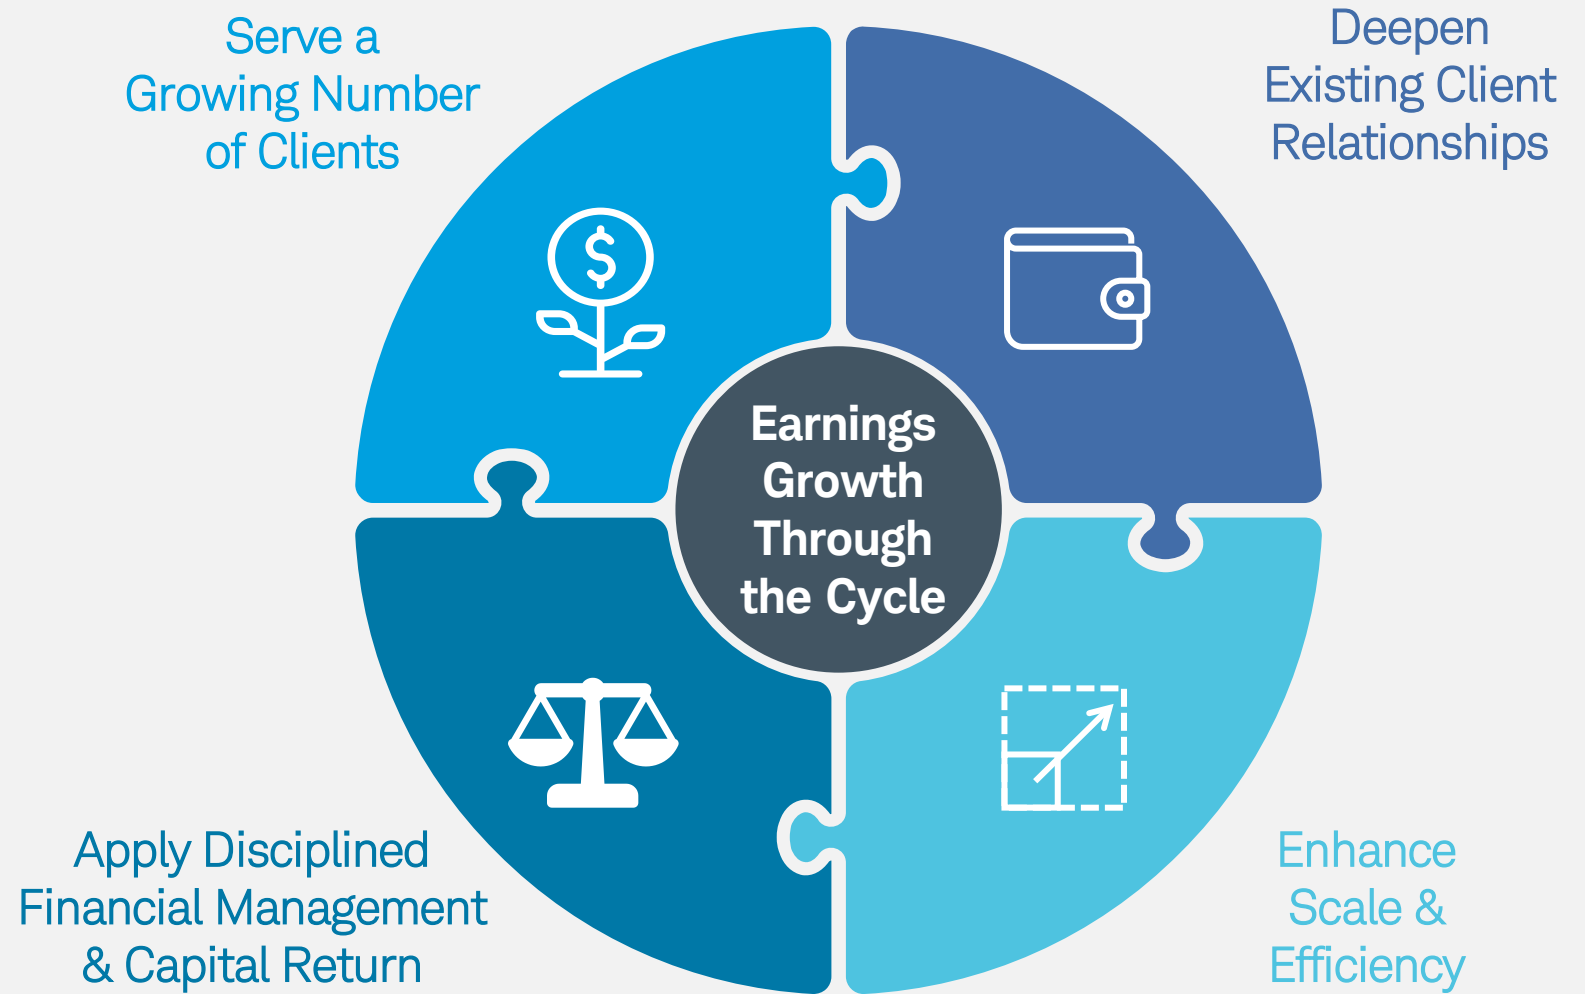 Serve a
Growing Number
of Clients
Deepen
Existing Client
Relationships
$
Earnings
Growth
Through
the Cycle
Apply Disciplined
Financial Management
& Capital Return
Enhance
Scale &
Efficiency